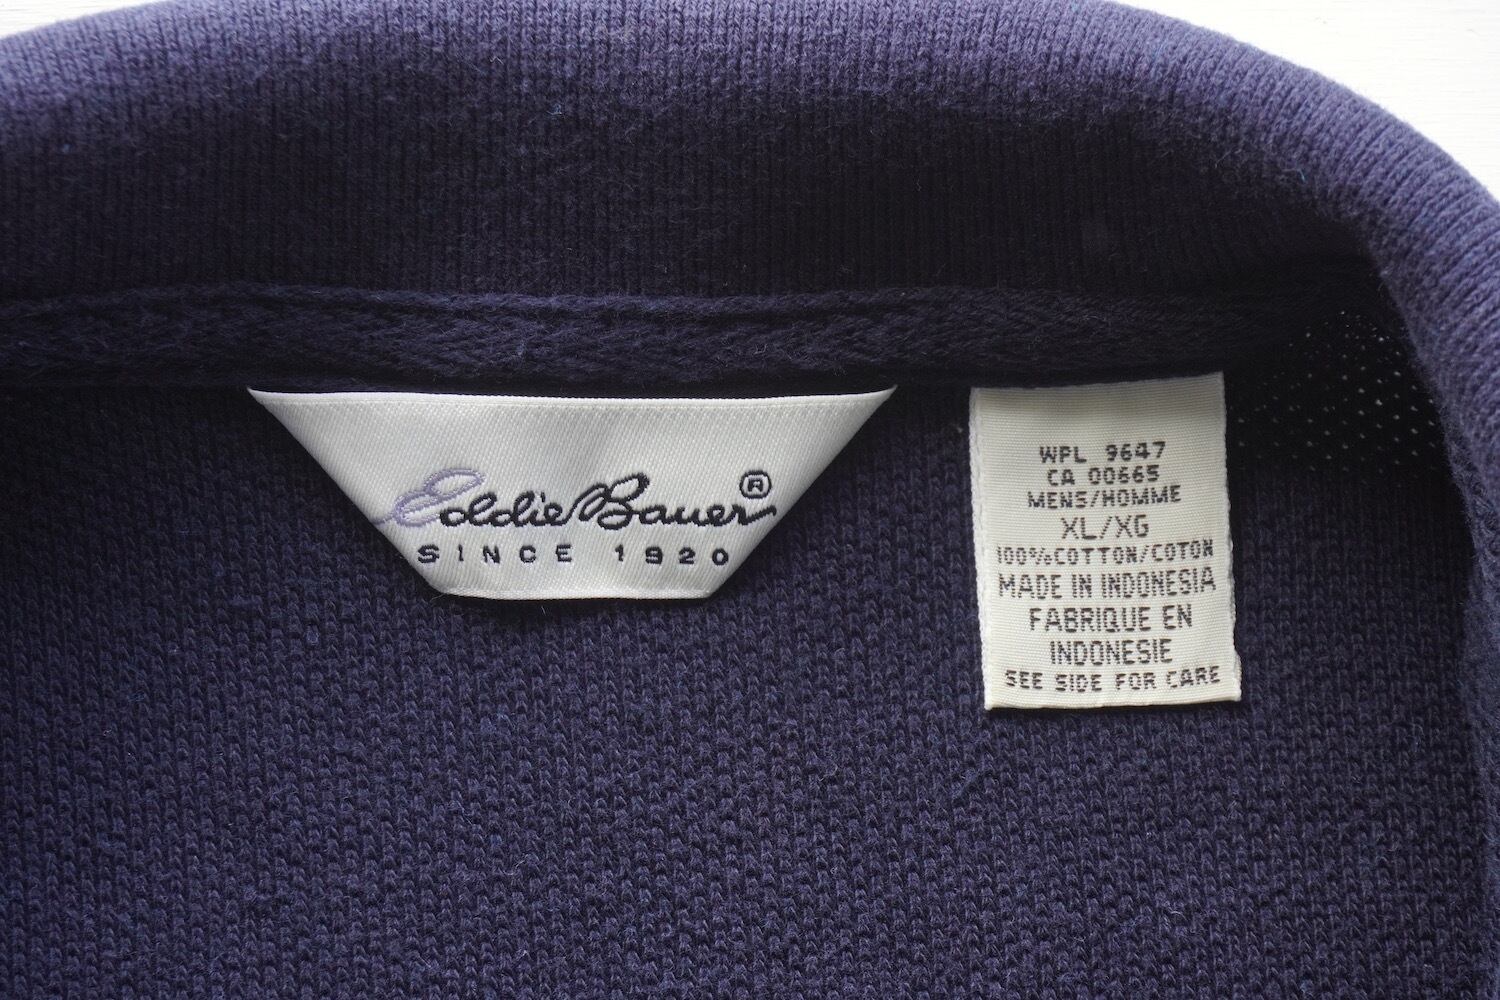 Eddie Bauer®
SINCE 1920
WPL 9647
CA 00665
MENS/HOMME
XL/XG
100%COTTON/COTON
MADE IN INDONESIA
FABRIQUE EN
INDONESIE
SEE SIDE FOR CARE